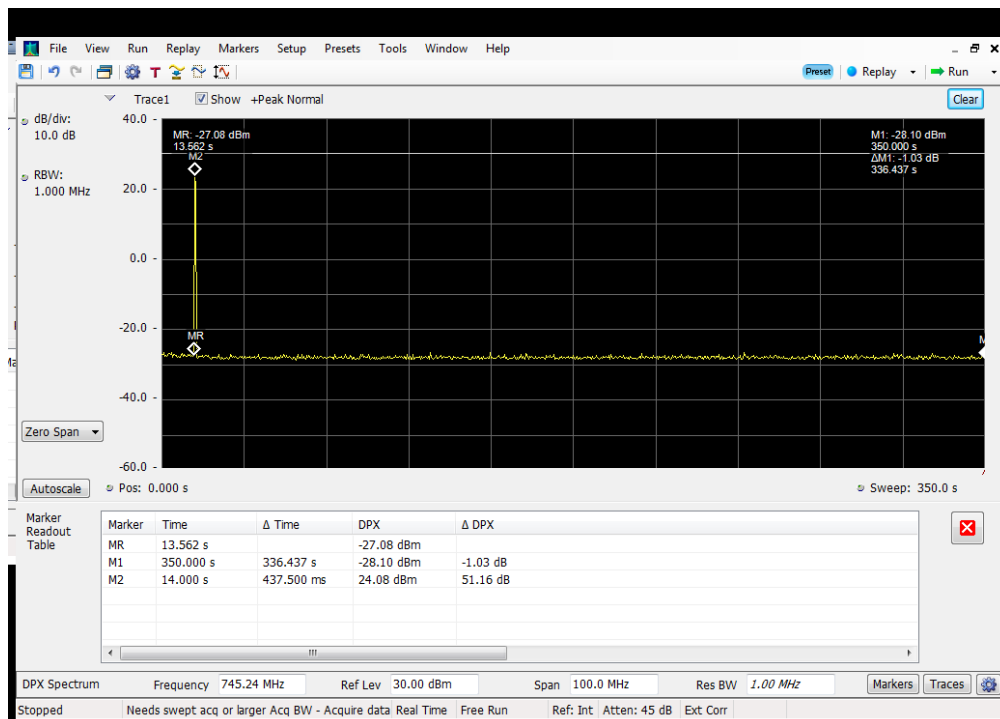 File View Run Replay Markers Setup Presets Tools Window Help
T Preset Replay Run
Trace1 Show +Peak Normal Clear
dB/div:
10.0 dB
RBW:
1.000 MHz
40.0 -
20.0 -
0.0 -
-20.0 -
-40.0 -
-60.0 -
MR: -27.08 dBm
13.562 s
M2
MR
M1: -28.10 dBm
350.000 s
ΔM1: -1.03 dB
336.437 s
Zero Span
Autoscale Pos: 0.000 s Sweep: 350.0 s
Marker
Readout
Table
Marker Time Δ Time DPX Δ DPX
MR 13.562 s -27.08 dBm
M1 350.000 s 336.437 s -28.10 dBm -1.03 dB
M2 14.000 s 437.500 ms 24.08 dBm 51.16 dB
DPX Spectrum Frequency 745.24 MHz Ref Lev 30.00 dBm Span 100.0 MHz Res BW 1.00 MHz Markers Traces
Stopped Needs swept acq or larger Acq BW - Acquire data Real Time Free Run Ref: Int Atten: 45 dB Ext Corr